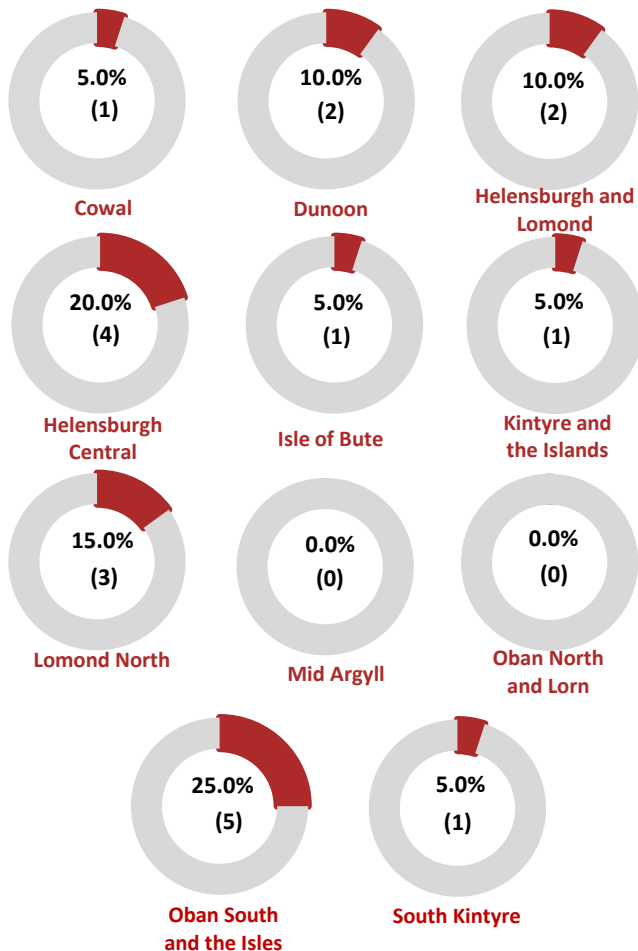 5.0%
(1)
Cowal
10.0%
(2)
Dunoon
10.0%
(2)
Helensburgh and
Lomond
20.0%
(4)
Helensburgh
Central
5.0%
(1)
Isle of Bute
5.0%
(1)
Kintyre and
the Islands
15.0%
(3)
Lomond North
0.0%
(0)
Mid Argyll
0.0%
(0)
Oban North
and Lorn
25.0%
(5)
Oban South
and the Isles
5.0%
(1)
South Kintyre